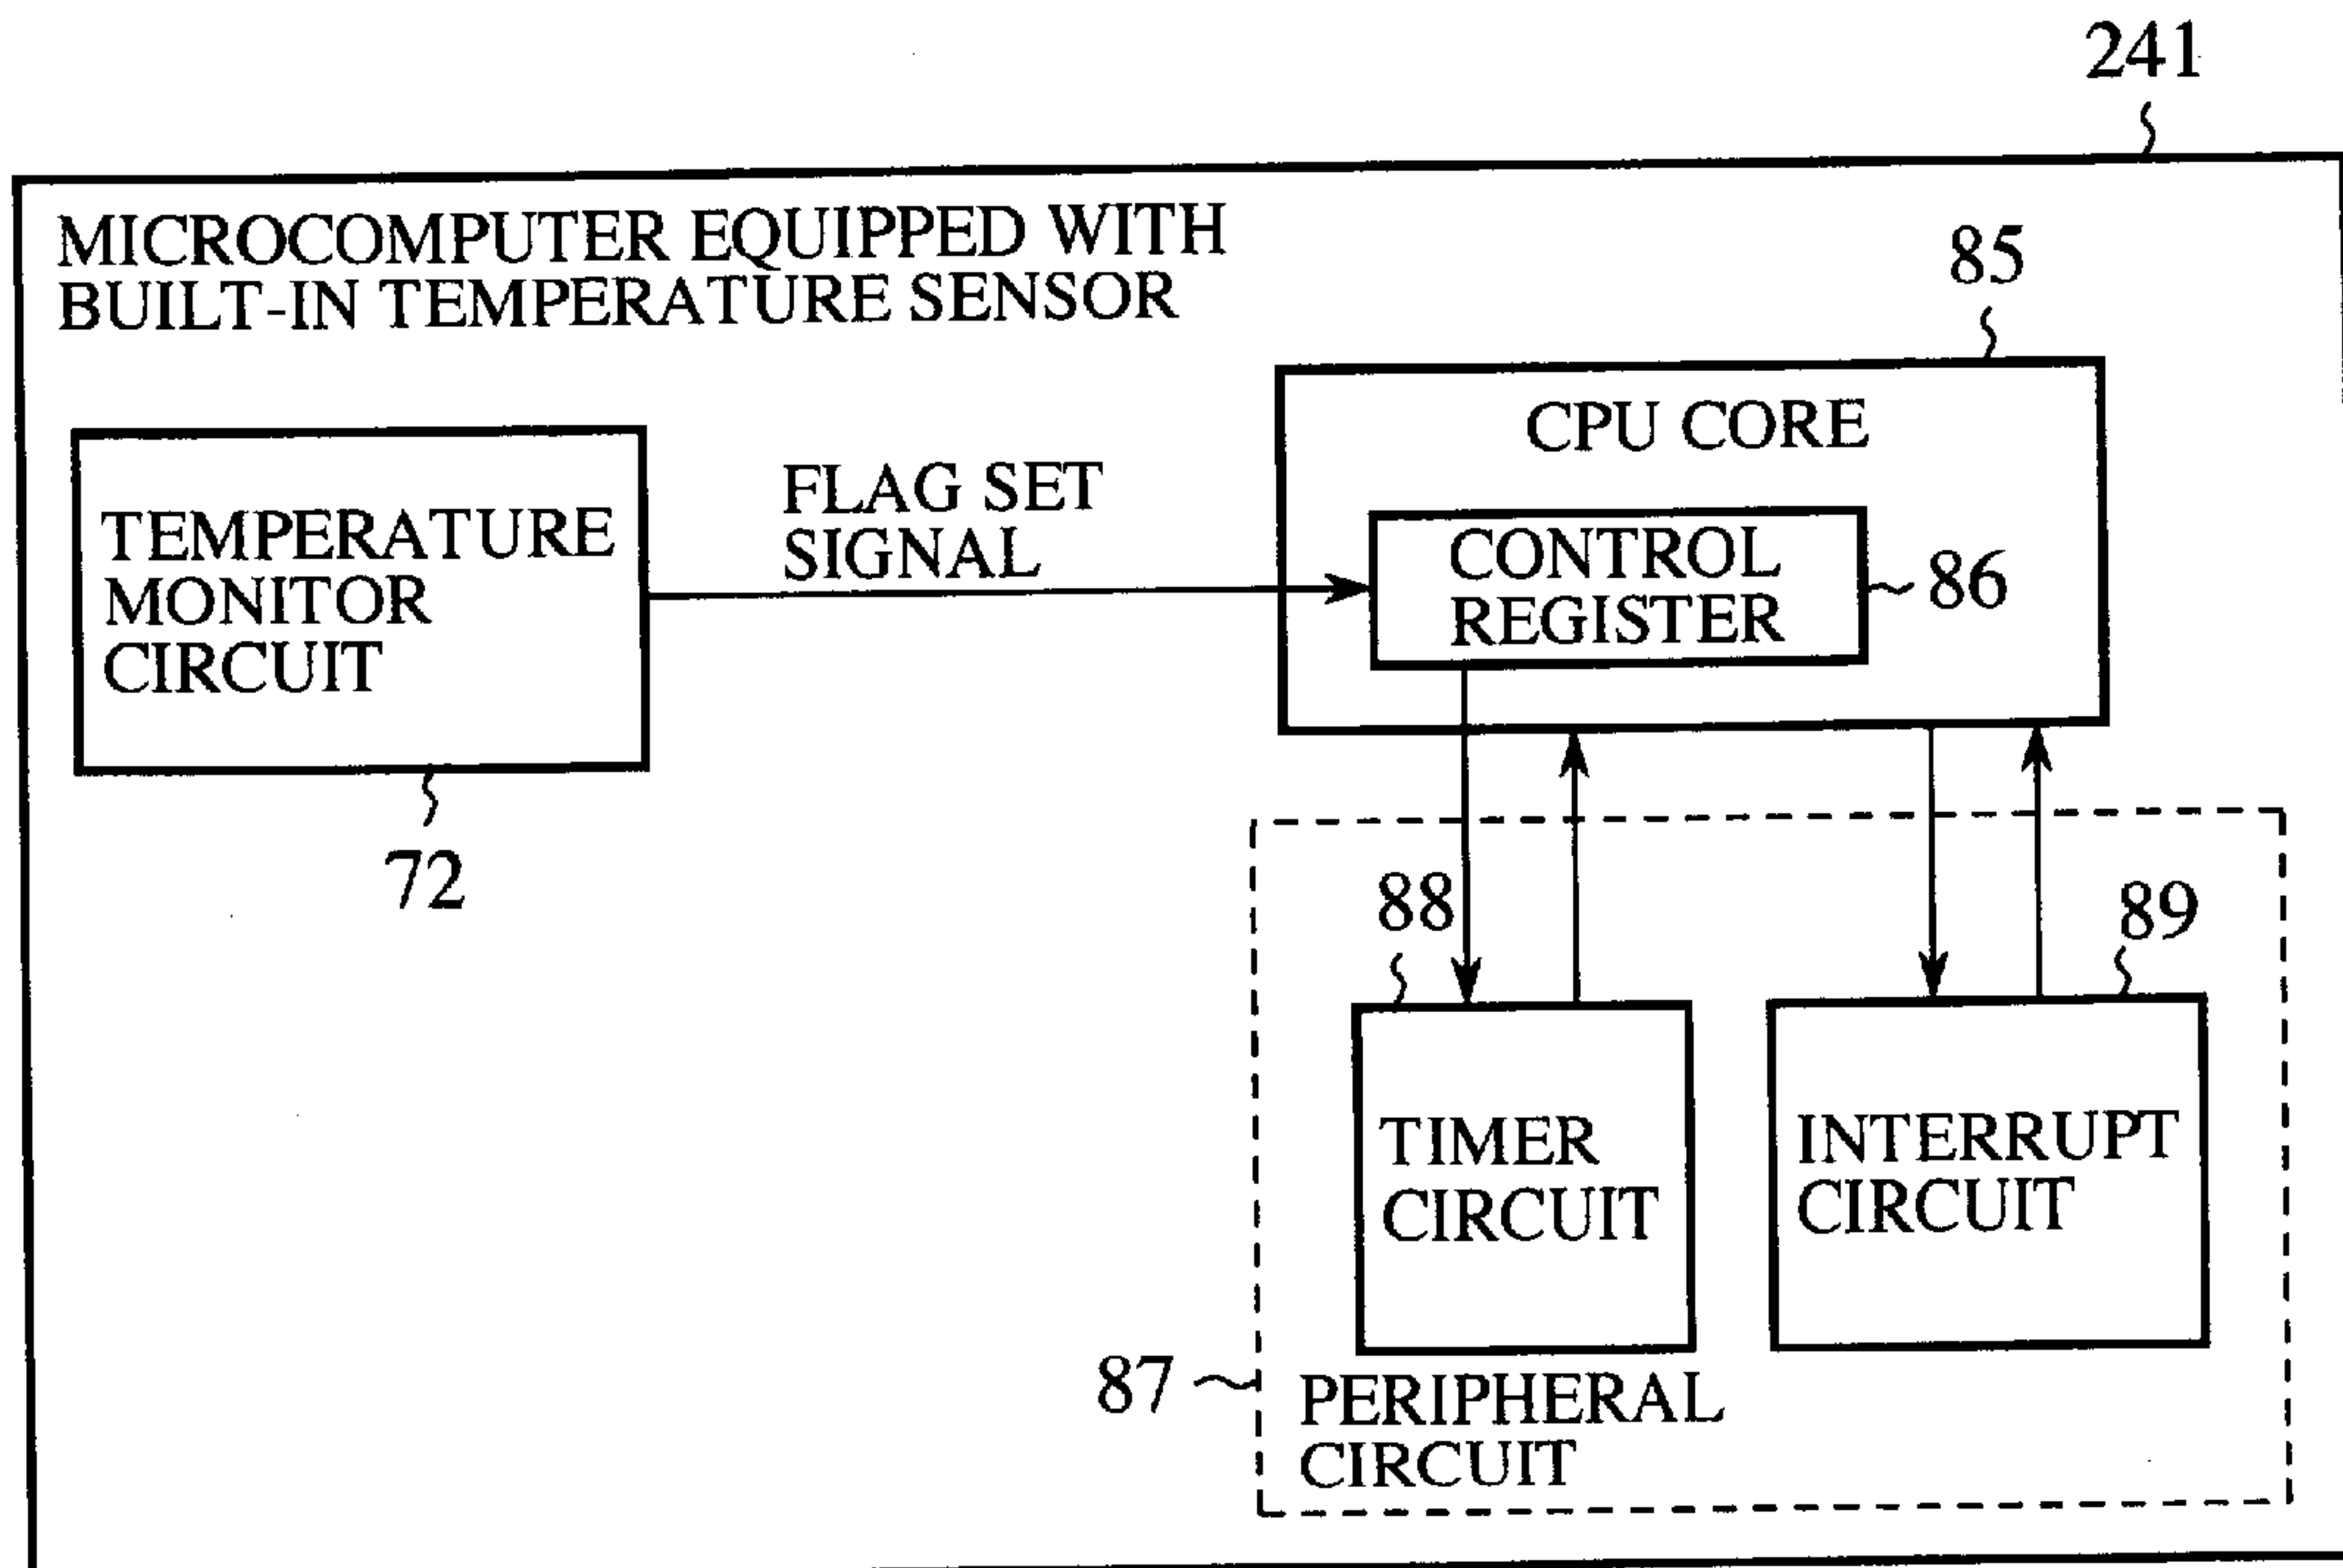 241
MICROCOMPUTER EQUIPPED WITH
BUILT-IN TEMPERATURE SENSOR
85
CPU CORE
FLAG SET
SIGNAL
TEMPERATURE
MONITOR
CIRCUIT
CONTROL
REGISTER
86
72
88
89
TIMER
CIRCUIT
INTERRUPT
CIRCUIT
87
PERIPHERAL
CIRCUIT